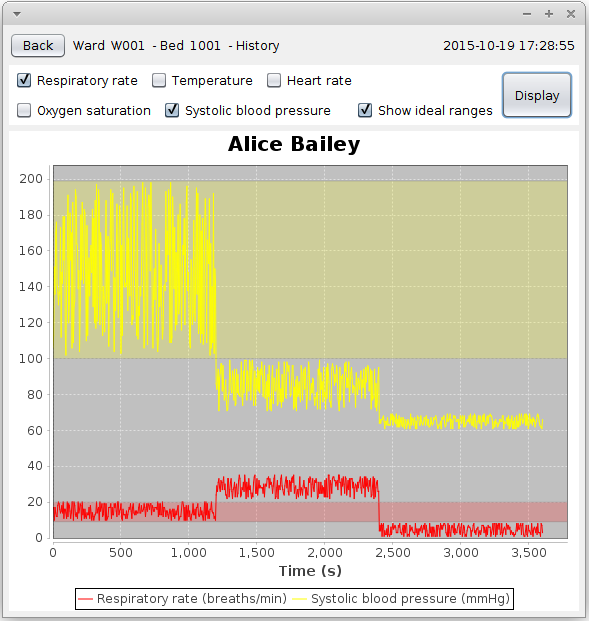 Back Ward W001 - Bed 1001 - History 2015-10-19 17:28:55
Respiratory rate Temperature Heart rate
Display
Oxygen saturation Systolic blood pressure Show ideal ranges
Alice Bailey
200
180
160
140
120
100
80
60
40
20
0
0 500 1,000 1,500 2,000 2,500 3,000 3,500
Time (s)
Respiratory rate (breaths/min) Systolic blood pressure (mmHg)